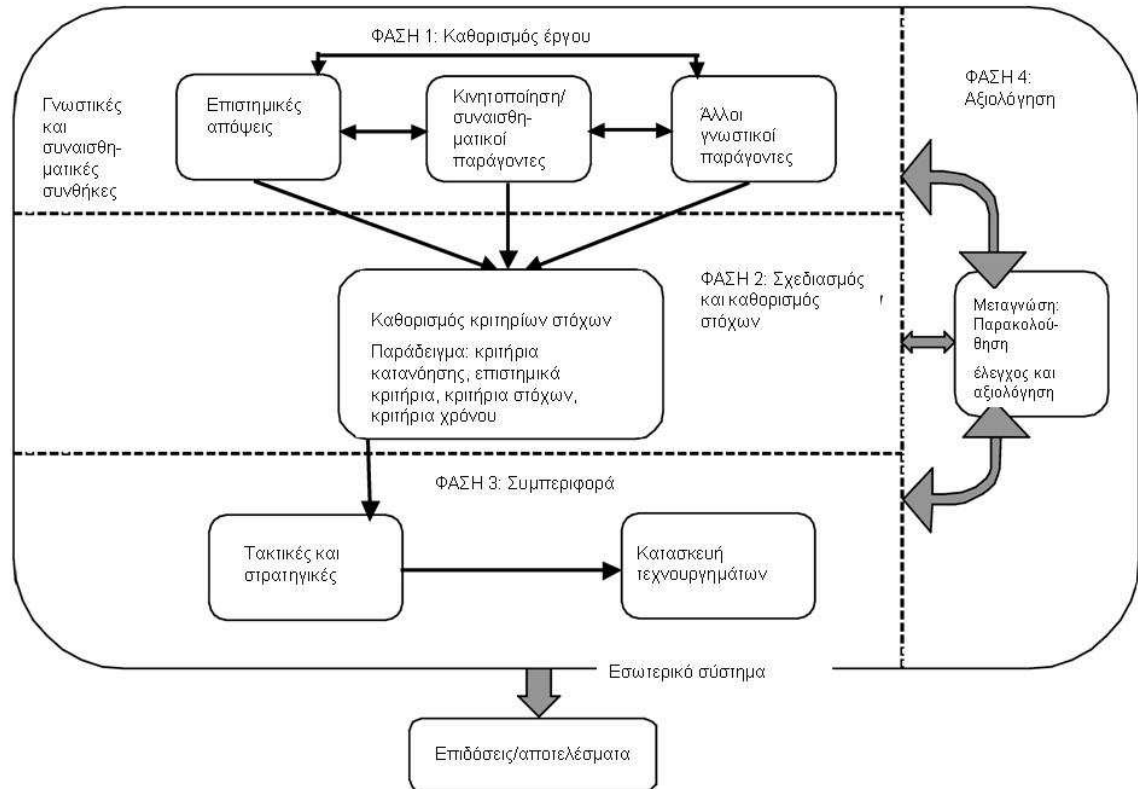 ΦΑΣΗ 1: Καθορισμός έργου
Γνωστικές
και
συναισθη-
ματικές
συνθήκες
Επιστημικές
απόψεις
Κινητοποίηση/
συναισθη-
ματικοί
παράγοντες
Άλλοι
γνωστικοί
παράγοντες
ΦΑΣΗ 4:
Αξιολόγηση
ΦΑΣΗ 2: Σχεδιασμός
και καθορισμός
στόχων
Καθορισμός κριτηρίων στόχων
Παράδειγμα: κριτήρια
κατανόησης, επιστημικά
κριτήρια, κριτήρια στόχων,
κριτήρια χρόνου
Μεταγνώση:
Παρακολού-
θηση
έλεγχος και
αξιολόγηση
ΦΑΣΗ 3: Συμπεριφορά
Τακτικές και
στρατηγικές
Κατασκευή
τεχνουργημάτων
Εσωτερικό σύστημα
Επιδόσεις/αποτελέσματα